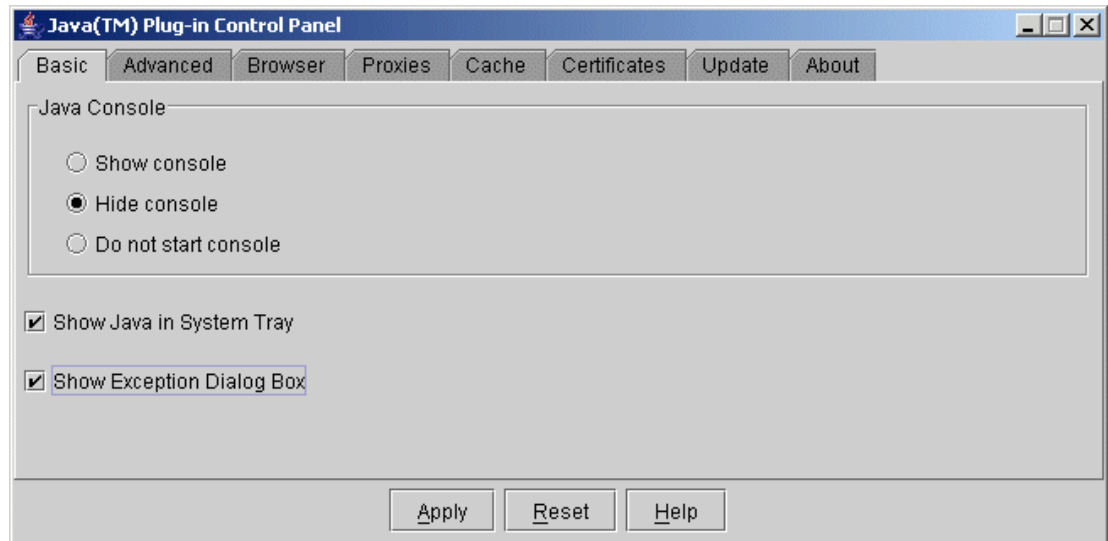 Java(TM) Plug-in Control Panel
Basic Advanced Browser Proxies Cache Certificates Update About
Java Console
Show console
Hide console
Do not start console
Show Java in System Tray
Show Exception Dialog Box
Apply Reset Help